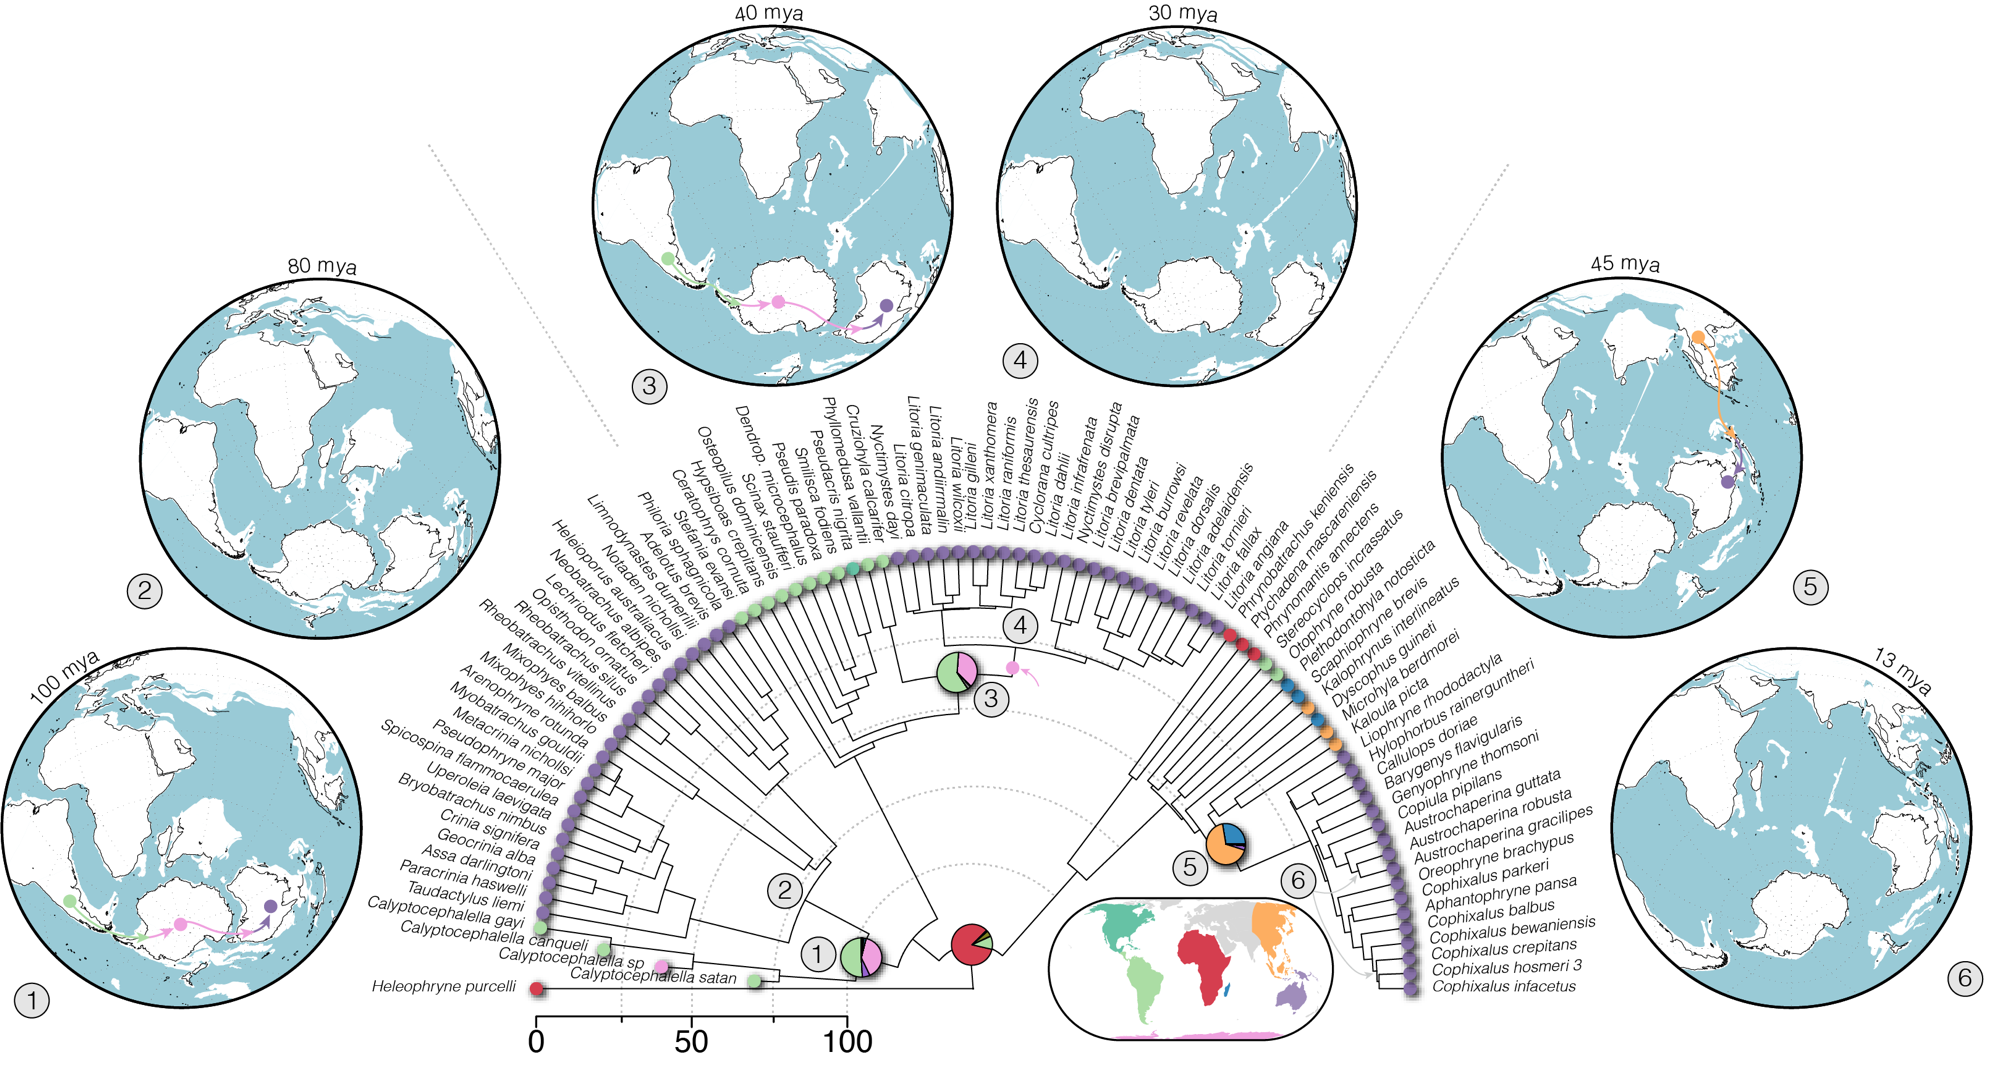 40 mya
30 mya
80 mya
45 mya
3
4
2
5
100 mya
13 mya
1
6
Heleophryne purcelli
Calyptocephalella satan
Calyptocephalella sp
Calyptocephalella canqueli
Calyptocephalella gayi
Taudactylus liemi
Paracrinia haswelli
Assa darlingtoni
Geocrinia alba
Crinia signifera
Bryobatrachus nimbus
Uperoleia laevigata
Spicospina flammocaerulea
Pseudophryne major
Metacrinia nichollsi
Myobatrachus gouldii
Arenophryne rotunda
Mixophyes hihihorlo
Mixophyes balbus
Rheobatrachus vitellinus
Rheobatrachus silus
Opisthodon ornatus
Lechriodus fletcheri
Neobatrachus albipes
Heleioporus australiacus
Notaden nichollsi
Limnodynastes dumerilii
Adelotus brevis
Philoria sphagnicola
Stefania evansi
Ceratophrys cornuta
Hypsiboas crepitans
Osteopilus dominicensis
Scinax staufferi
Dendrop. microcephalus
Pseudis paradoxa
Smilisca fodiens
Pseudacris nigrita
Phyllomedusa vallantii
Cruziohyla calcarifer
Nyctimystes dayi
Litoria citropa
Litoria genimaculata
Litoria andiirrmalin
Litoria wilcoxii
Litoria gilleni
Litoria xanthomera
Litoria raniformis
Litoria thesaurensis
Cyclorana cultripes
Litoria dahlii
Litoria infrafrenata
Nyctimystes disrupta
Litoria brevipalmata
Litoria dentata
Litoria tyleri
Litoria burrowsi
Litoria revelata
Litoria dorsalis
Litoria adelaidensis
Litoria tornieri
Litoria fallax
Litoria angiana
Phrynobatrachus keniensis
Ptychadena mascareniensis
Phrynomantis annectens
Stereocyclops incrassatus
Otophryne robusta
Plethodontohyla notosticta
Scaphiophryne brevis
Kalophrynus interlineatus
Dyscophus guineti
Microhyla berdmorei
Kaloula picta
Liophryne rhododactyla
Hylophorbus rainerguntheri
Callulops doriae
Barygenys flavigularis
Genyophryne thomsoni
Copiula pipilans
Austrochaperina guttata
Austrochaperina robusta
Austrochaperina gracilipes
Oreophryne brachypus
Cophixalus parkeri
Aphantophryne pansa
Cophixalus balbus
Cophixalus bewaniensis
Cophixalus crepitans
Cophixalus hosmeri 3
Cophixalus infacetus
4
3
2
1
5
6
0 50 100